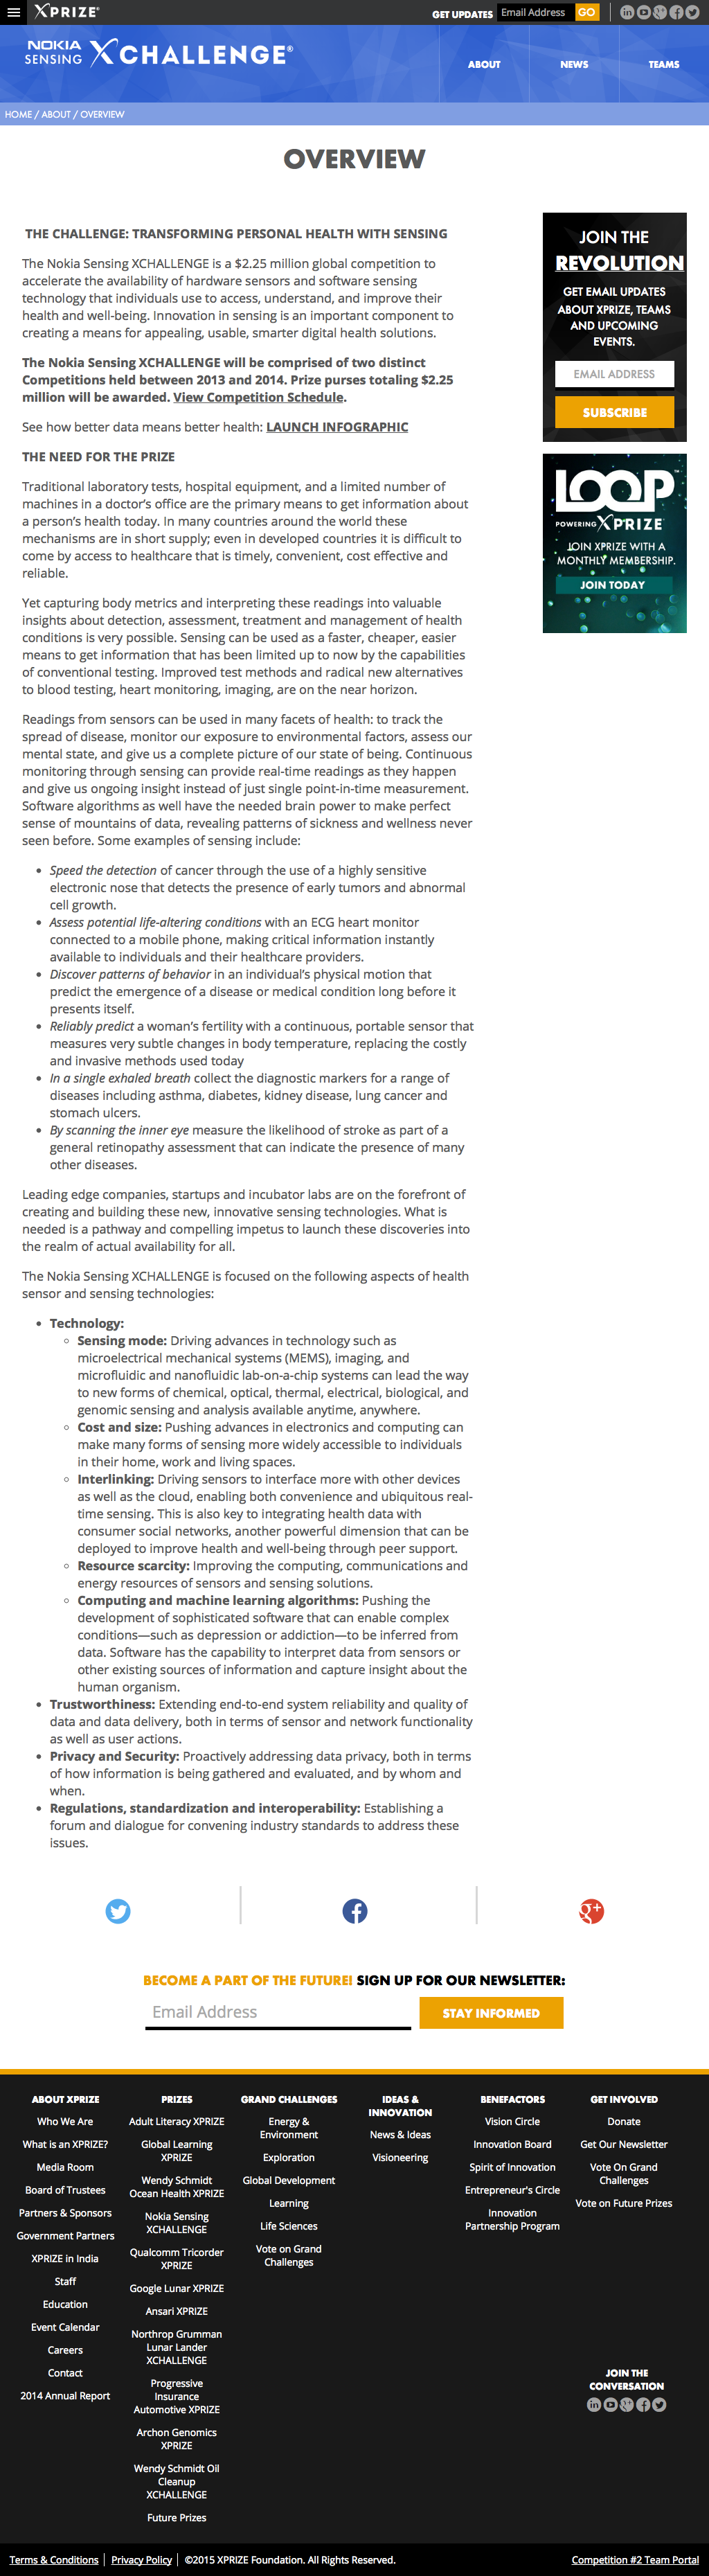 XPRIZE®
GET UPDATES Email Address GO
NOKIA
SENSING XCHALLENGE®
ABOUT NEWS TEAMS
HOME / ABOUT / OVERVIEW
OVERVIEW
THE CHALLENGE: TRANSFORMING PERSONAL HEALTH WITH SENSING
The Nokia Sensing XCHALLENGE is a $2.25 million global competition to
accelerate the availability of hardware sensors and software sensing
technology that individuals use to access, understand, and improve their
health and well-being. Innovation in sensing is an important component to
creating a means for appealing, usable, smarter digital health solutions.
The Nokia Sensing XCHALLENGE will be comprised of two distinct
Competitions held between 2013 and 2014. Prize purses totaling $2.25
million will be awarded. View Competition Schedule.
See how better data means better health: LAUNCH INFOGRAPHIC
THE NEED FOR THE PRIZE
Traditional laboratory tests, hospital equipment, and a limited number of
machines in a doctor's office are the primary means to get information about
a person's health today. In many countries around the world these
mechanisms are in short supply; even in developed countries it is difficult to
come by access to healthcare that is timely, convenient, cost effective and
reliable.
Yet capturing body metrics and interpreting these readings into valuable
insights about detection, assessment, treatment and management of health
conditions is very possible. Sensing can be used as a faster, cheaper, easier
means to get information that has been limited up to now by the capabilities
of conventional testing. Improved test methods and radical new alternatives
to blood testing, heart monitoring, imaging, are on the near horizon.
Readings from sensors can be used in many facets of health: to track the
spread of disease, monitor our exposure to environmental factors, assess our
mental state, and give us a complete picture of our state of being. Continuous
monitoring through sensing can provide real-time readings as they happen
and give us ongoing insight instead of just single point-in-time measurement.
Software algorithms as well have the needed brain power to make perfect
sense of mountains of data, revealing patterns of sickness and wellness never
seen before. Some examples of sensing include:
• Speed the detection of cancer through the use of a highly sensitive
electronic nose that detects the presence of early tumors and abnormal
cell growth.
• Assess potential life-altering conditions with an ECG heart monitor
connected to a mobile phone, making critical information instantly
available to individuals and their healthcare providers.
• Discover patterns of behavior in an individual's physical motion that
predict the emergence of a disease or medical condition long before it
presents itself.
• Reliably predict a woman's fertility with a continuous, portable sensor that
measures very subtle changes in body temperature, replacing the costly
and invasive methods used today
• In a single exhaled breath collect the diagnostic markers for a range of
diseases including asthma, diabetes, kidney disease, lung cancer and
stomach ulcers.
• By scanning the inner eye measure the likelihood of stroke as part of a
general retinopathy assessment that can indicate the presence of many
other diseases.
Leading edge companies, startups and incubator labs are on the forefront of
creating and building these new, innovative sensing technologies. What is
needed is a pathway and compelling impetus to launch these discoveries into
the realm of actual availability for all.
The Nokia Sensing XCHALLENGE is focused on the following aspects of health
sensor and sensing technologies:
• Technology:
◦ Sensing mode: Driving advances in technology such as
microelectrical mechanical systems (MEMS), imaging, and
microfluidic and nanofluidic lab-on-a-chip systems can lead the way
to new forms of chemical, optical, thermal, electrical, biological, and
genomic sensing and analysis available anytime, anywhere.
◦ Cost and size: Pushing advances in electronics and computing can
make many forms of sensing more widely accessible to individuals
in their home, work and living spaces.
◦ Interlinking: Driving sensors to interface more with other devices
as well as the cloud, enabling both convenience and ubiquitous real-
time sensing. This is also key to integrating health data with
consumer social networks, another powerful dimension that can be
deployed to improve health and well-being through peer support.
◦ Resource scarcity: Improving the computing, communications and
energy resources of sensors and sensing solutions.
◦ Computing and machine learning algorithms: Pushing the
development of sophisticated software that can enable complex
conditions—such as depression or addiction—to be inferred from
data. Software has the capability to interpret data from sensors or
other existing sources of information and capture insight about the
human organism.
• Trustworthiness: Extending end-to-end system reliability and quality of
data and data delivery, both in terms of sensor and network functionality
as well as user actions.
• Privacy and Security: Proactively addressing data privacy, both in terms
of how information is being gathered and evaluated, and by whom and
when.
• Regulations, standardization and interoperability: Establishing a
forum and dialogue for convening industry standards to address these
issues.
JOIN THE
REVOLUTION
GET EMAIL UPDATES
ABOUT XPRIZE, TEAMS
AND UPCOMING
EVENTS.
EMAIL ADDRESS
SUBSCRIBE
LOOP
POWERING XPRIZE
JOIN XPRIZE WITH A
MONTHLY MEMBERSHIP.
JOIN TODAY
BECOME A PART OF THE FUTURE! SIGN UP FOR OUR NEWSLETTER:
Email Address STAY INFORMED
ABOUT XPRIZE
Who We Are
What is an XPRIZE?
Media Room
Board of Trustees
Partners & Sponsors
Government Partners
XPRIZE in India
Staff
Education
Event Calendar
Careers
Contact
2014 Annual Report
PRIZES
Adult Literacy XPRIZE
Global Learning
XPRIZE
Wendy Schmidt
Ocean Health XPRIZE
Nokia Sensing
XCHALLENGE
Qualcomm Tricorder
XPRIZE
Google Lunar XPRIZE
Ansari XPRIZE
Northrop Grumman
Lunar Lander
XCHALLENGE
Progressive
Insurance
Automotive XPRIZE
Archon Genomics
XPRIZE
Wendy Schmidt Oil
Cleanup
XCHALLENGE
Future Prizes
GRAND CHALLENGES
Energy &
Environment
Exploration
Global Development
Learning
Life Sciences
Vote on Grand
Challenges
IDEAS &
INNOVATION
News & Ideas
Visioneering
BENEFACTORS
Vision Circle
Innovation Board
Spirit of Innovation
Entrepreneur's Circle
Innovation
Partnership Program
GET INVOLVED
Donate
Get Our Newsletter
Vote On Grand
Challenges
Vote on Future Prizes
JOIN THE
CONVERSATION
Terms & Conditions | Privacy Policy | ©2015 XPRIZE Foundation. All Rights Reserved. Competition #2 Team Portal